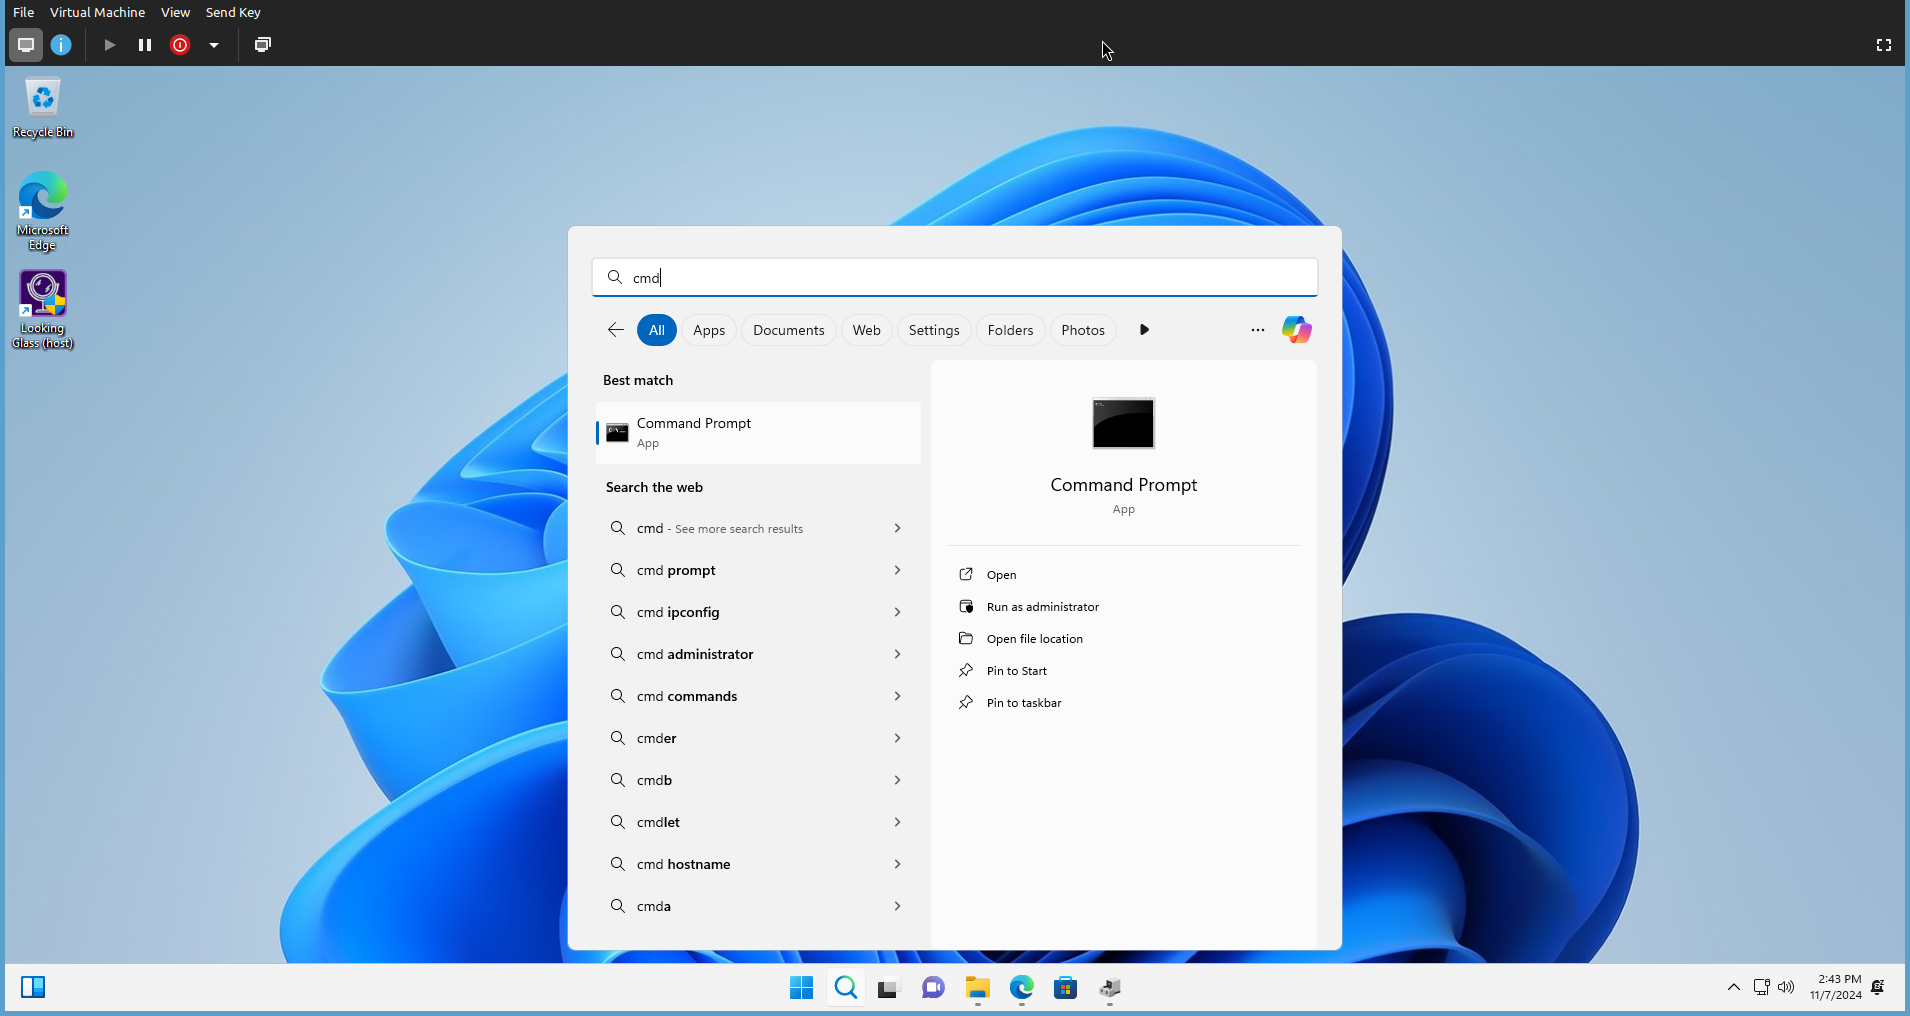 File Virtual Machine View Send Key
Recycle Bin
Microsoft
Edge
Looking
Glass (host)
cmd
All Apps Documents Web Settings Folders Photos
Best match
Command Prompt
App
Search the web
cmd - See more search results
cmd prompt
cmd ipconfig
cmd administrator
cmd commands
cmder
cmdb
cmdlet
cmd hostname
cmda
Command Prompt
App
Open
Run as administrator
Open file location
Pin to Start
Pin to taskbar
2:43 PM
11/7/2024